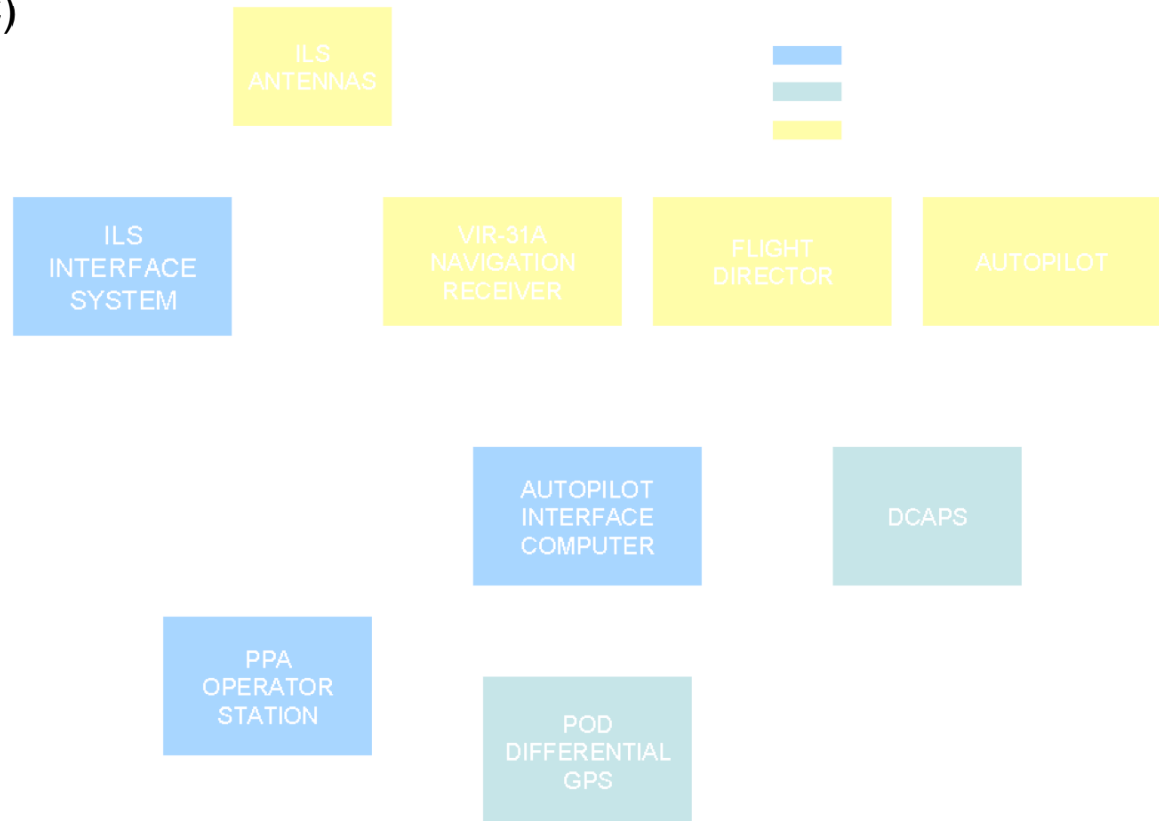 )
ILS
ANTENNAS
ILS
INTERFACE
SYSTEM
VIR-31A
NAVIGATION
RECEIVER
FLIGHT
DIRECTOR
AUTOPILOT
AUTOPILOT
INTERFACE
COMPUTER
DCAPS
PPA
OPERATOR
STATION
POD
DIFFERENTIAL
GPS